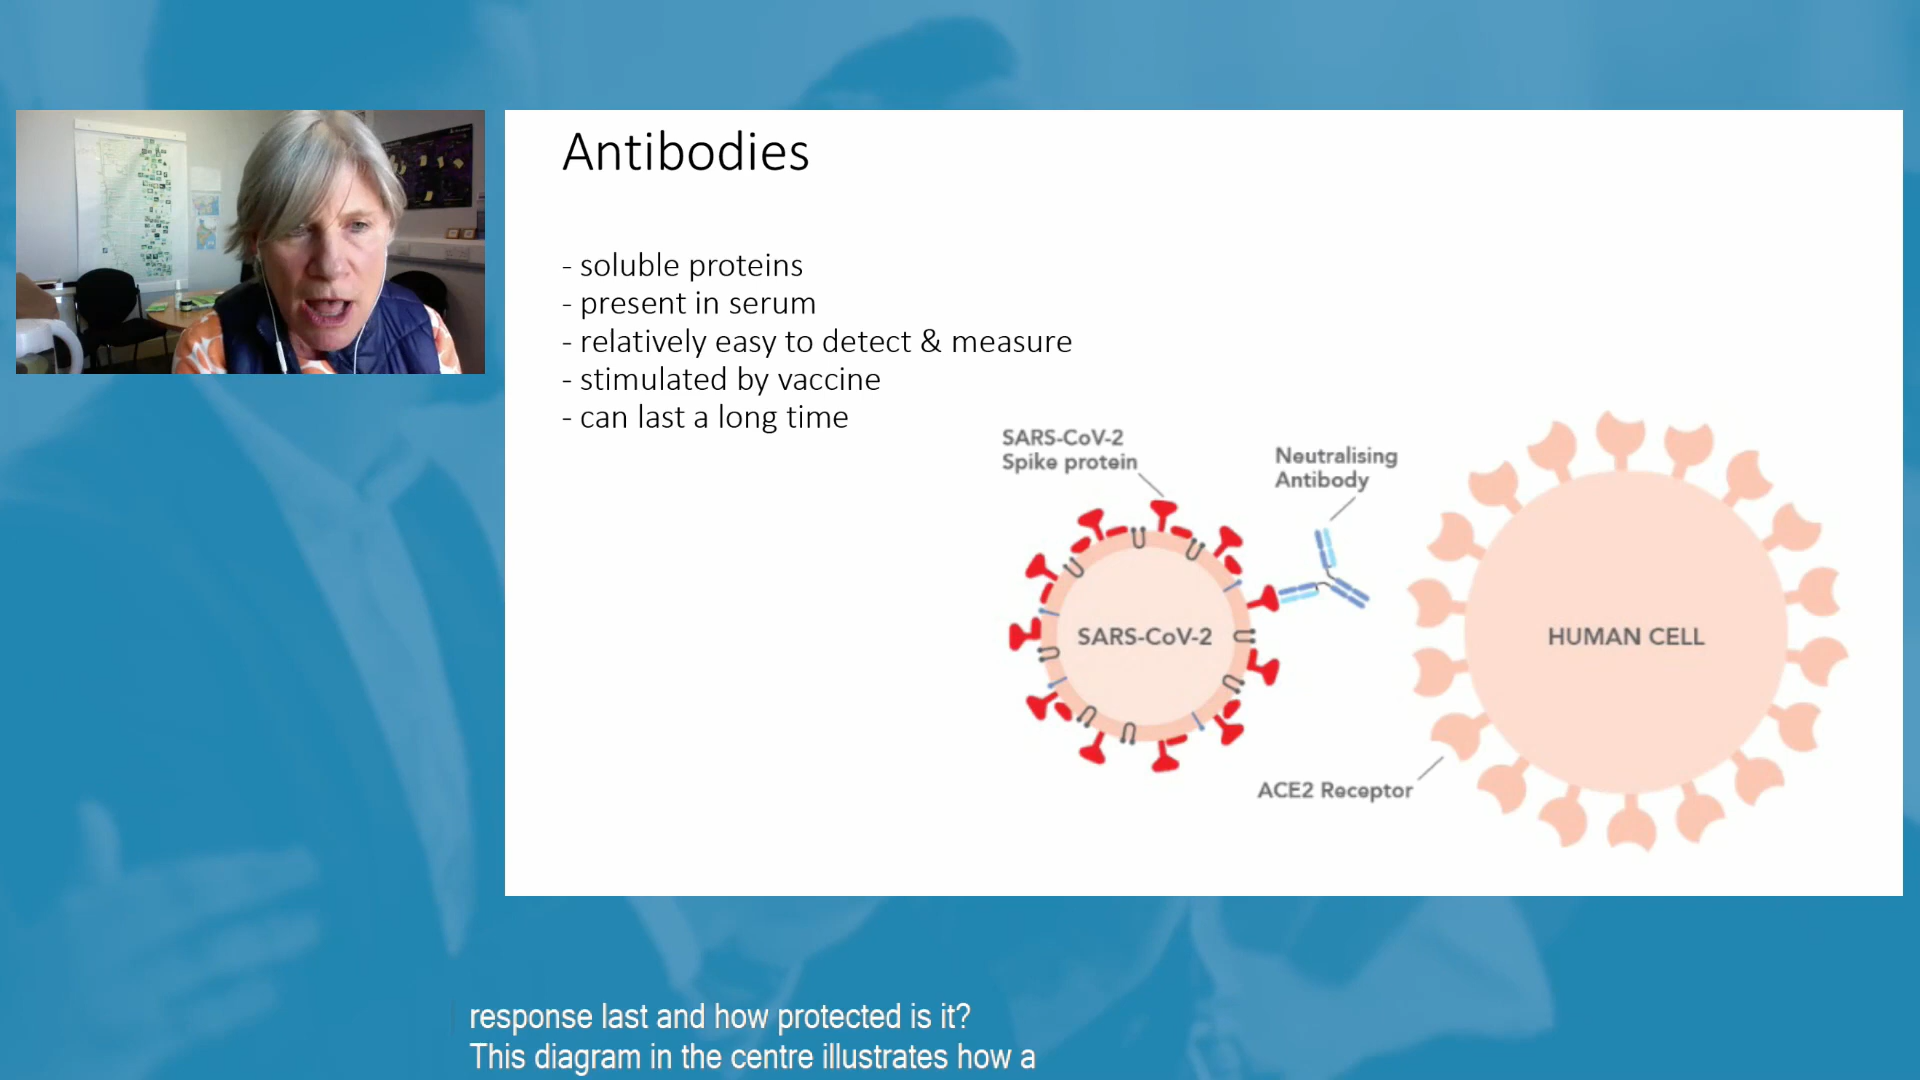 Antibodies
- soluble proteins
- present in serum
- relatively easy to detect & measure
- stimulated by vaccine
- can last a long time
SARS-CoV-2
Spike protein
Neutralising
Antibody
SARS-CoV-2
HUMAN CELL
ACE2 Receptor
response last and how protected is it?
This diagram in the centre illustrates how a